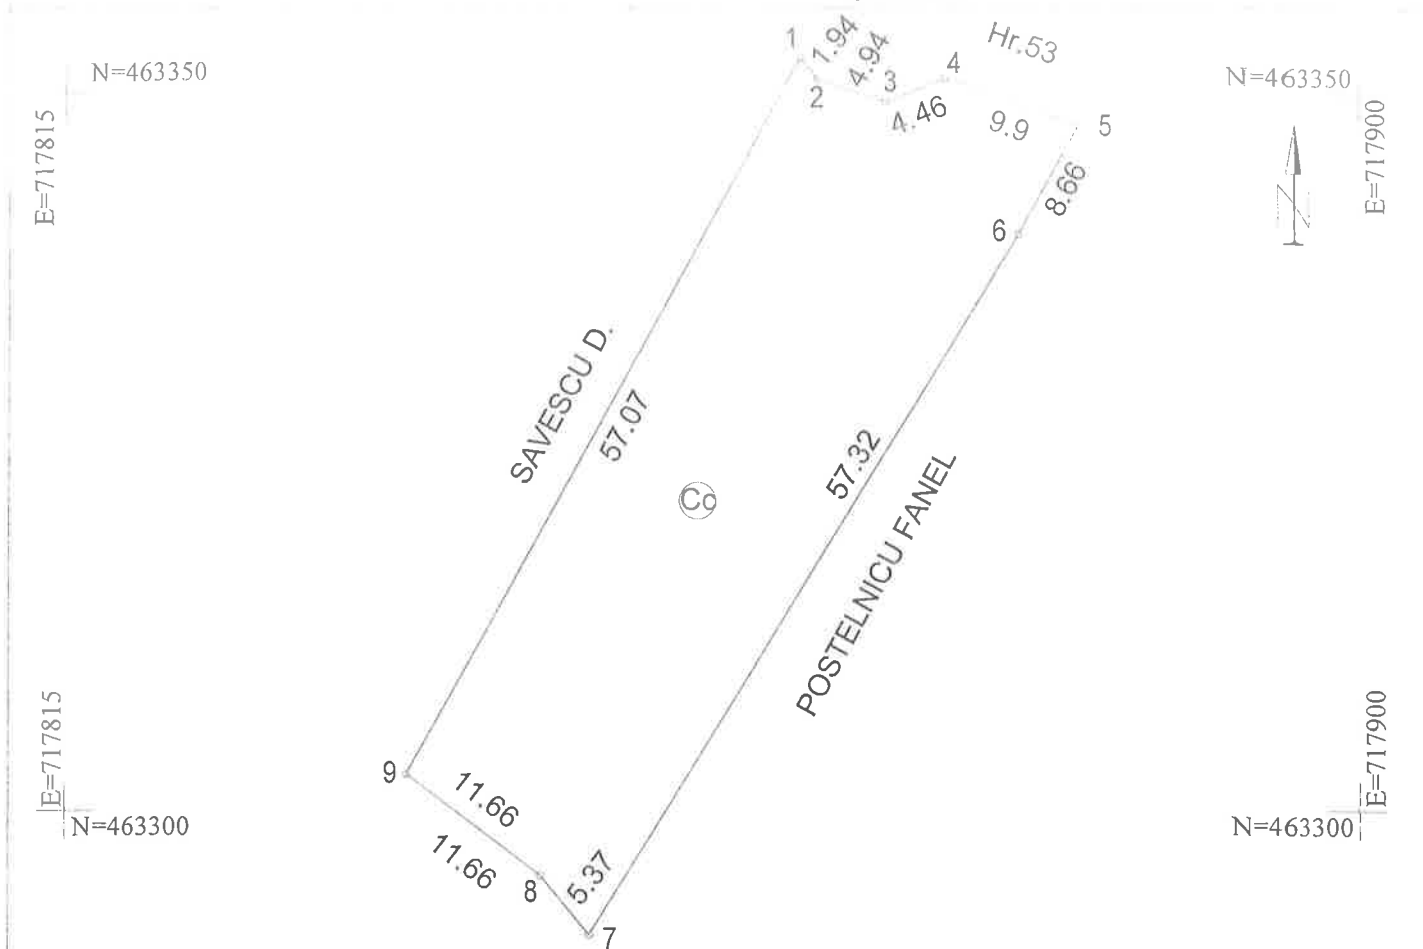 1
1.94
4.94
Hr.53
N=463350
2
3
4
N=463350
4.46
9.9
5
E=717815
E=717900
8.66
6
N
SAVESCU D.
57.07
57.32
Cc
POSTELNICU FANEL
9
11.66
E=717815
E=717900
N=463300
N=463300
11.66
8
5.37
7